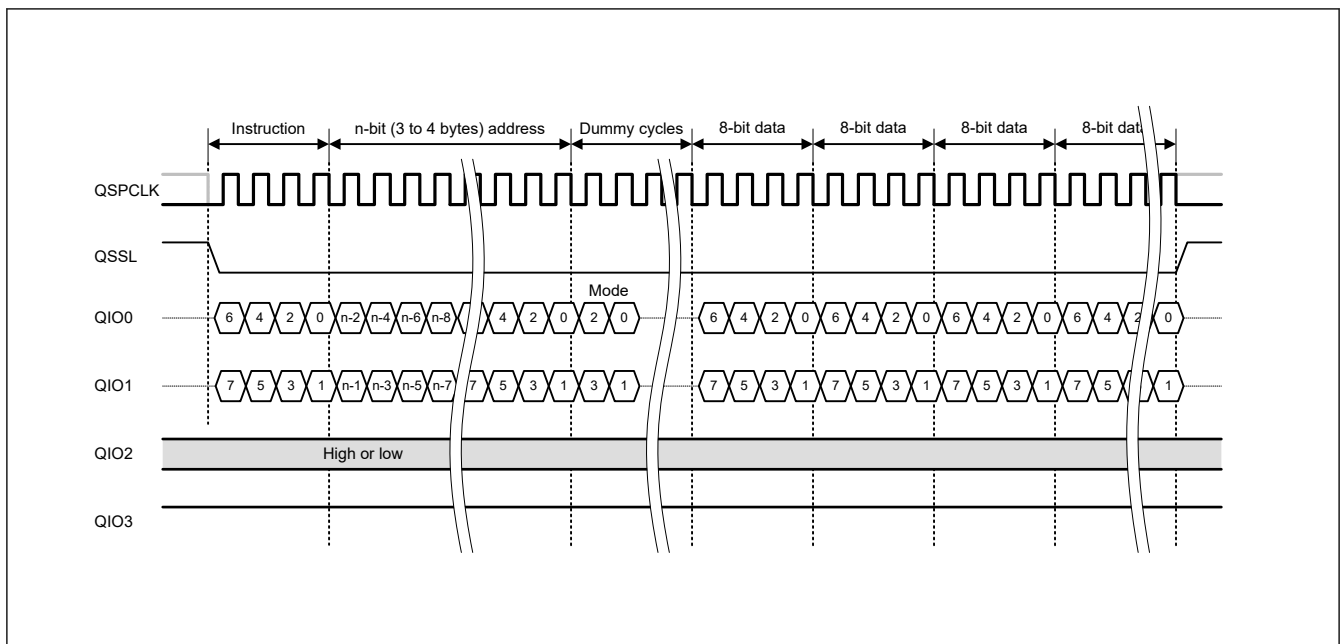 Instruction n-bit (3 to 4 bytes) address Dummy cycles 8-bit data 8-bit data 8-bit data 8-bit data
QSPCLK
QSSL
Mode
QIO0 6 4 2 0 n-2 n-4 n-6 n-8 4 2 0 2 0 6 4 2 0 6 4 2 0 6 4 2 0 6 4 2 0
QIO1 7 5 3 1 n-1 n-3 n-5 n-7 7 5 3 1 3 1 7 5 3 1 7 5 3 1 7 5 3 1 7 5 1
QIO2 High or low
QIO3